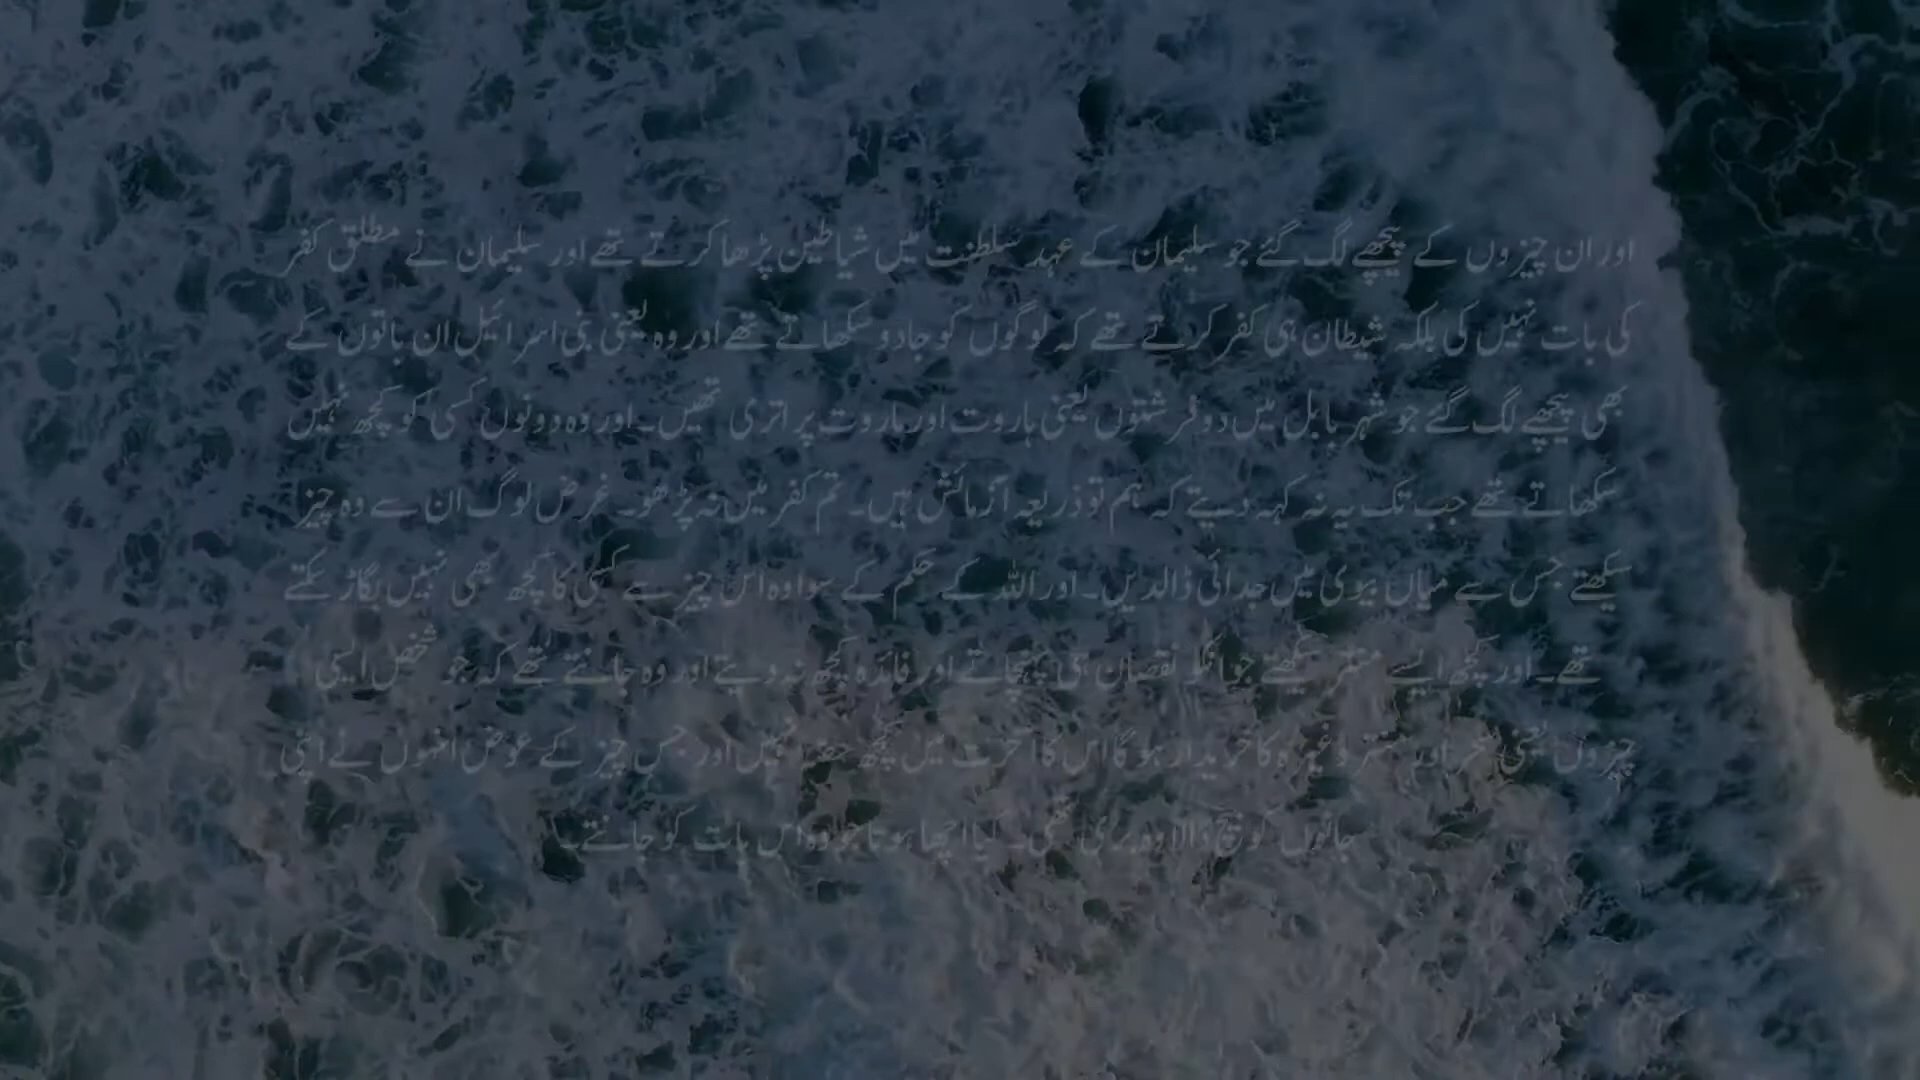 اور ان چیزوں کے پیچھے لگ گئے جو سلیمان کے عہد سلطنت میں شیاطین پڑھا کرتے تھے اور سلیمان نے مطلق کفر
کی بات نہیں کی بلکہ شیطان ہی کفر کرتے تھے کہ لوگوں کو جادو سکھاتے تھے اور وہ یعنی بنی اسرائیل ان باتوں کے
بھی پیچھے لگ گئے جو شہر بابل میں دو فرشتوں یعنی ہاروت اور ماروت پر اتری تھیں۔ اور وہ دونوں کسی کو کچھ نہیں
سکھاتے تھے جب تک یہ نہ کہہ دیتے کہ ہم تو ذریعہ آزمائش ہیں۔ تم کفر میں نہ پڑھو۔ غرض لوگ ان سے وہ چیز
سیکھتے جس سے میاں بیوی میں جدائی ڈالدیں۔ اور اللہ کے حکم کے سوا وہ اس چیز سے کسی کا کچھ بھی نہیں بگاڑ سکتے
تھے۔ اور کچھ ایسے منتر سیکھتے جو انکو نقصان ہی پہنچاتے اور فائدہ کچھ نہ دیتے اور وہ جانتے تھے کہ جو شخص ایسی
چیزوں یعنی سحر اور منتر وغیرہ کا خریدار ہو گا اس کا آخرت میں کچھ حصہ نہیں اور جس چیز کے عوض انہوں نے اپنی
جانوں کو بیچ ڈالا وہ بری تھی۔ کیا اچھا ہوتا جو وہ اس بات کو جانتے۔